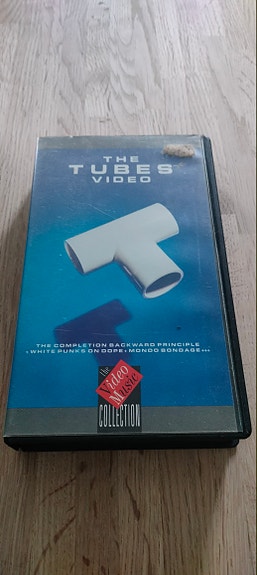 THE
TUBES
VIDEO
THE COMPLETION BACKWARD PRINCIPLE
• WHITE PUNKS ON DOPE • MONDO BONDAGE •••
the
Video
Music
COLLECTION